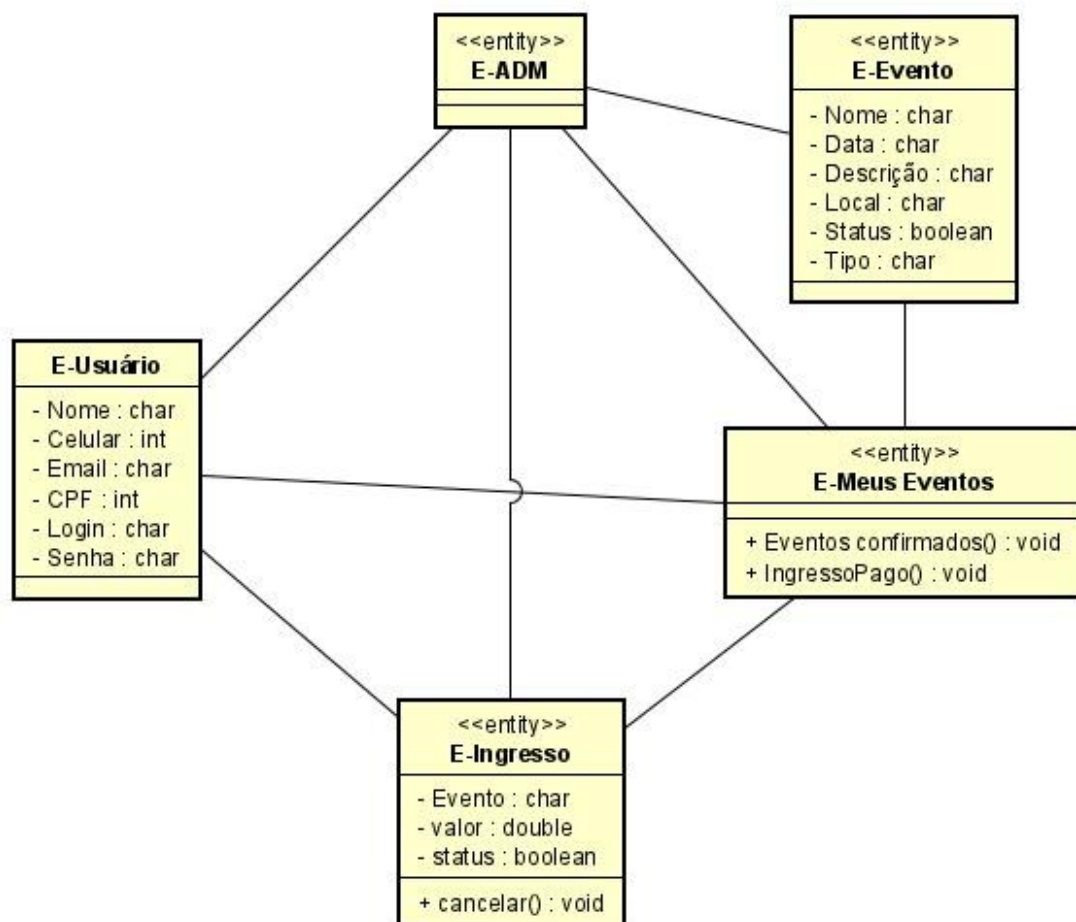 <<entity>>
E-ADM
<<entity>>
E-Evento
- Nome : char
- Data : char
- Descrição : char
- Local : char
- Status : boolean
- Tipo : char
E-Usuário
- Nome : char
- Celular : int
- Email : char
- CPF : int
- Login : char
- Senha : char
<<entity>>
E-Meus Eventos
+ Eventos confirmados() : void
+ IngressoPago() : void
<<entity>>
E-Ingresso
- Evento : char
- valor : double
- status : boolean
+ cancelar() : void